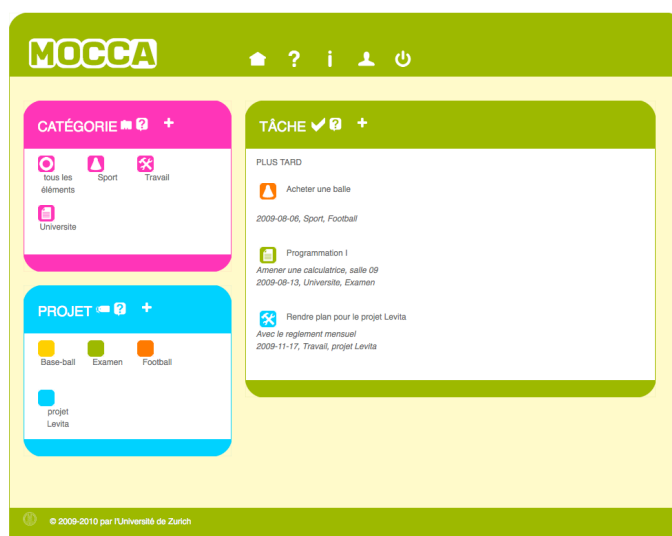 MOCCA
CATÉGORIE
tous les
éléments
Sport
Travail
Universite
PROJET
Base-ball
Examen
Football
projet
Levita
TÂCHE
PLUS TARD
Acheter une balle
2009-08-06, Sport, Football
Programmation I
Amener une calculatrice, salle 09
2009-08-13, Universite, Examen
Rendre plan pour le projet Levita
Avec le reglement mensuel
2009-11-17, Travail, projet Levita
© 2009-2010 par l'Université de Zurich